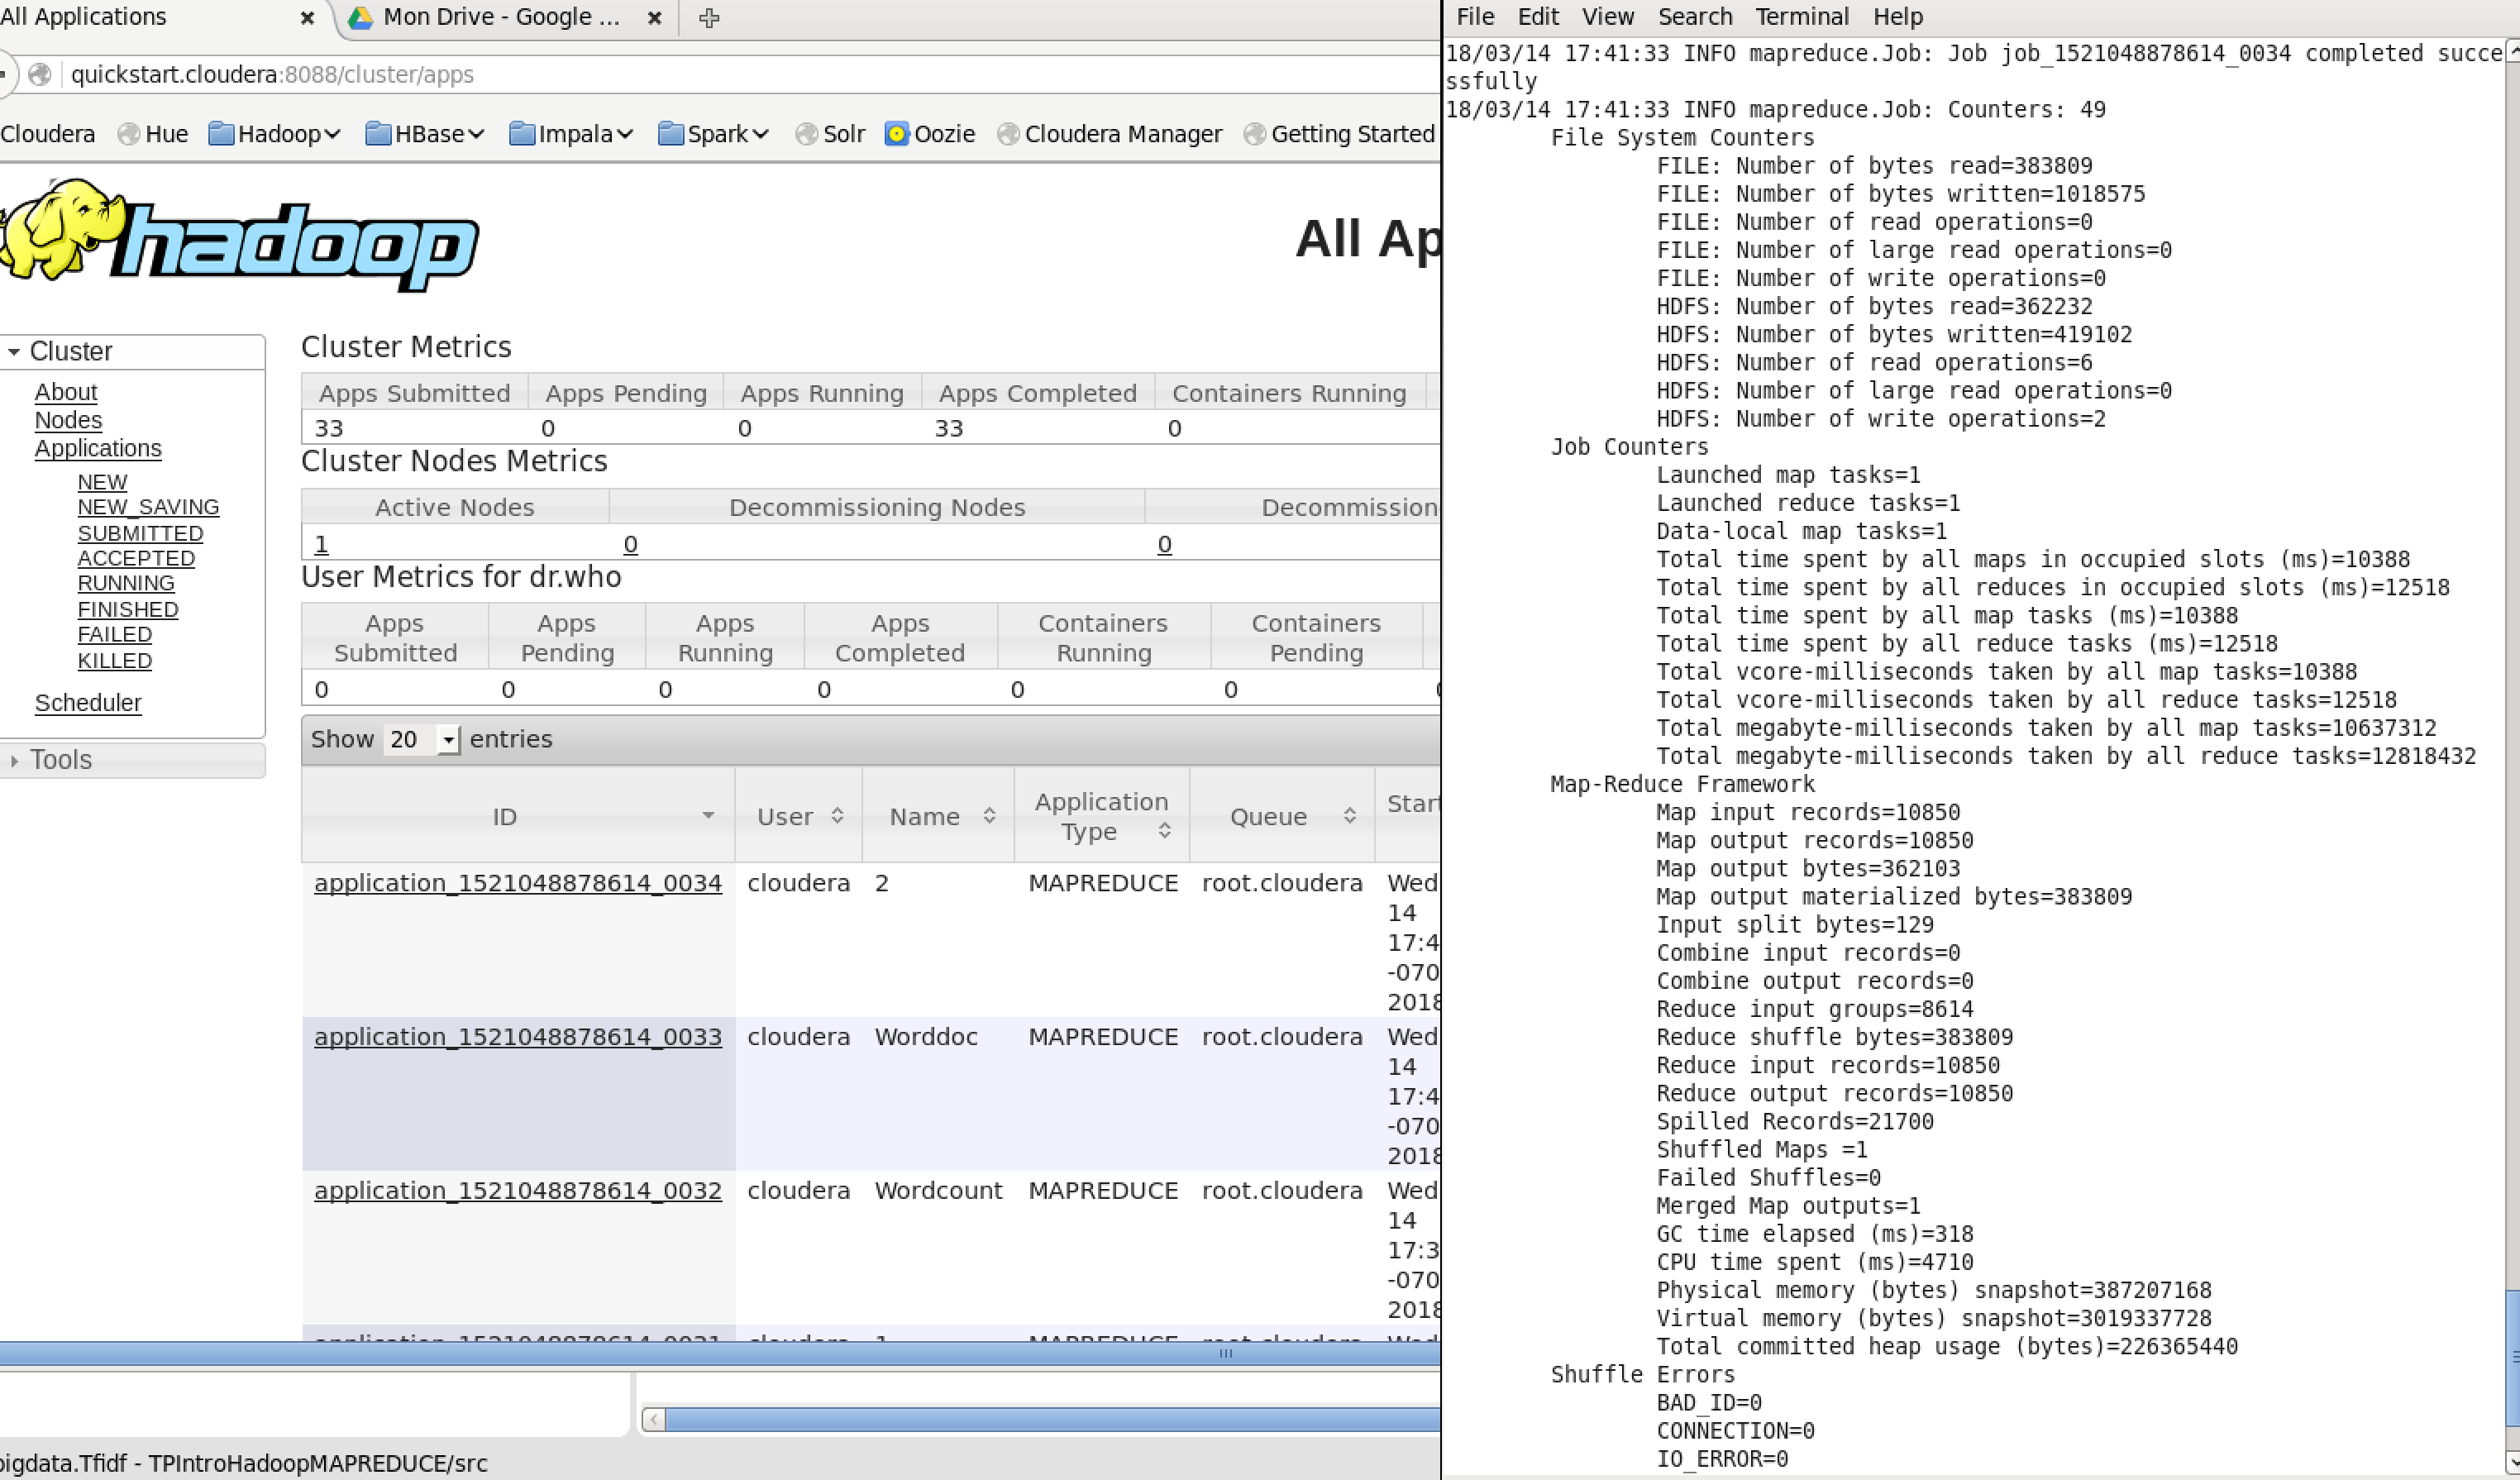 All Applications
Mon Drive - Google ...
quickstart.cloudera:8088/cluster/apps
Cloudera Hue Hadoop HBase Impala Spark Solr Oozie Cloudera Manager Getting Started
hadoop
All Ap
Cluster
About
Nodes
Applications
NEW
NEW_SAVING
SUBMITTED
ACCEPTED
RUNNING
FINISHED
FAILED
KILLED
Scheduler
Tools
Cluster Metrics
Apps Submitted Apps Pending Apps Running Apps Completed Containers Running
33 0 0 33 0
Cluster Nodes Metrics
Active Nodes Decommissioning Nodes Decommission
1 0 0
User Metrics for dr.who
Apps Submitted Apps Pending Apps Running Apps Completed Containers Running Containers Pending
0 0 0 0 0 0
Show 20 entries
ID User Name Application Type Queue Start
application_1521048878614_0034 cloudera 2 MAPREDUCE root.cloudera Wed
14
17:4
-070
2018
application_1521048878614_0033 cloudera Worddoc MAPREDUCE root.cloudera Wed
14
17:4
-070
2018
application_1521048878614_0032 cloudera Wordcount MAPREDUCE root.cloudera Wed
14
17:3
-070
2018
application_1521048878614_0031 cloudera 1 MAPREDUCE root.cloudera Wed
bigdata.Tfidf - TPIntroHadoopMAPREDUCE/src
File Edit View Search Terminal Help
18/03/14 17:41:33 INFO mapreduce.Job: Job job_1521048878614_0034 completed succe
ssfully
18/03/14 17:41:33 INFO mapreduce.Job: Counters: 49
File System Counters
FILE: Number of bytes read=383809
FILE: Number of bytes written=1018575
FILE: Number of read operations=0
FILE: Number of large read operations=0
FILE: Number of write operations=0
HDFS: Number of bytes read=362232
HDFS: Number of bytes written=419102
HDFS: Number of read operations=6
HDFS: Number of large read operations=0
HDFS: Number of write operations=2
Job Counters
Launched map tasks=1
Launched reduce tasks=1
Data-local map tasks=1
Total time spent by all maps in occupied slots (ms)=10388
Total time spent by all reduces in occupied slots (ms)=12518
Total time spent by all map tasks (ms)=10388
Total time spent by all reduce tasks (ms)=12518
Total vcore-milliseconds taken by all map tasks=10388
Total vcore-milliseconds taken by all reduce tasks=12518
Total megabyte-milliseconds taken by all map tasks=10637312
Total megabyte-milliseconds taken by all reduce tasks=12818432
Map-Reduce Framework
Map input records=10850
Map output records=10850
Map output bytes=362103
Map output materialized bytes=383809
Input split bytes=129
Combine input records=0
Combine output records=0
Reduce input groups=8614
Reduce shuffle bytes=383809
Reduce input records=10850
Reduce output records=10850
Spilled Records=21700
Shuffled Maps =1
Failed Shuffles=0
Merged Map outputs=1
GC time elapsed (ms)=318
CPU time spent (ms)=4710
Physical memory (bytes) snapshot=387207168
Virtual memory (bytes) snapshot=3019337728
Total committed heap usage (bytes)=226365440
Shuffle Errors
BAD_ID=0
CONNECTION=0
IO_ERROR=0